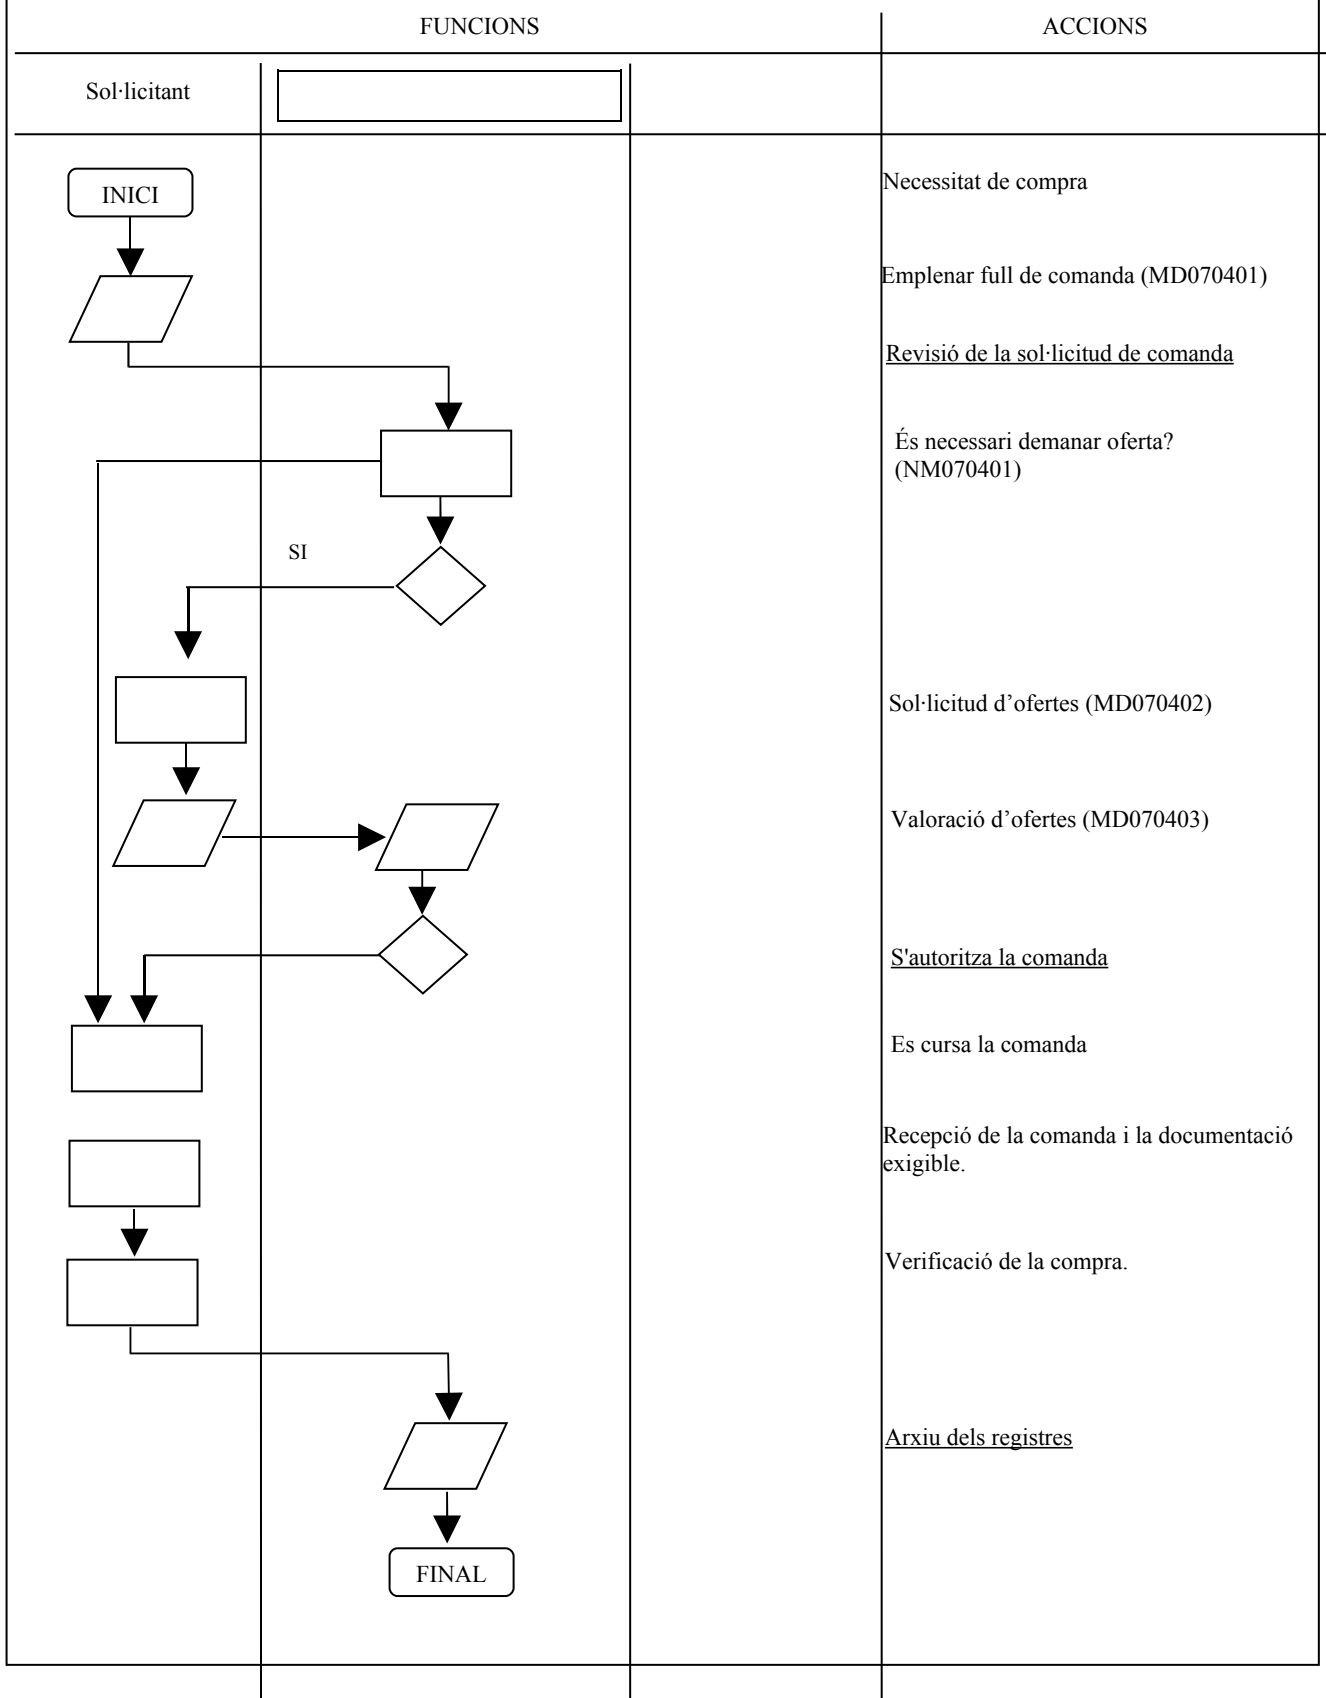 FUNCIONS
ACCIONS
Sol·licitant
INICI
Necessitat de compra
Emplenar full de comanda (MD070401)
Revisió de la sol·licitud de comanda
És necessari demanar oferta?
(NM070401)
SI
Sol·licitud d’ofertes (MD070402)
Valoració d’ofertes (MD070403)
S'autoritza la comanda
Es cursa la comanda
Recepció de la comanda i la documentació
exigible.
Verificació de la compra.
Arxiu dels registres
FINAL